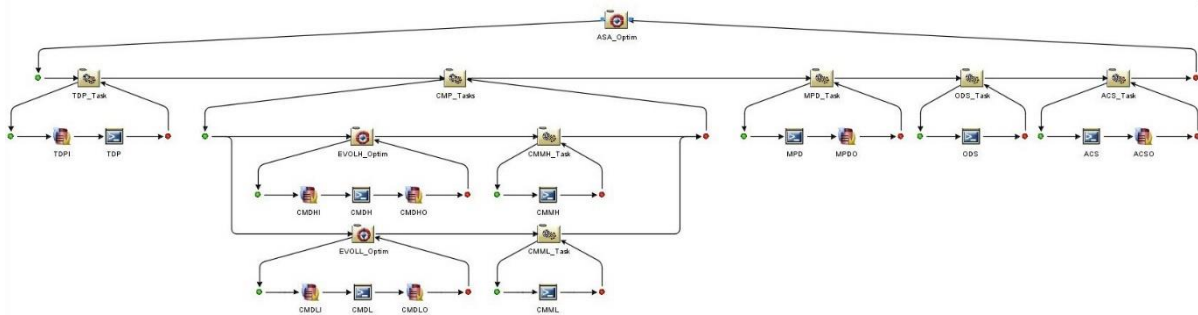 ASA_Optim
TDP_Task
CMP_Tasks
MPD_Task
ODS_Task
ACS_Task
TDPI
TDP
EVOLH_Optim
CMMH_Task
MPD
MPDO
ODS
ACS
ACSO
CMDHI
CMDH
CMDHO
CMMH
EVOLL_Optim
CMML_Task
CMDLI
CMDL
CMDLO
CMML